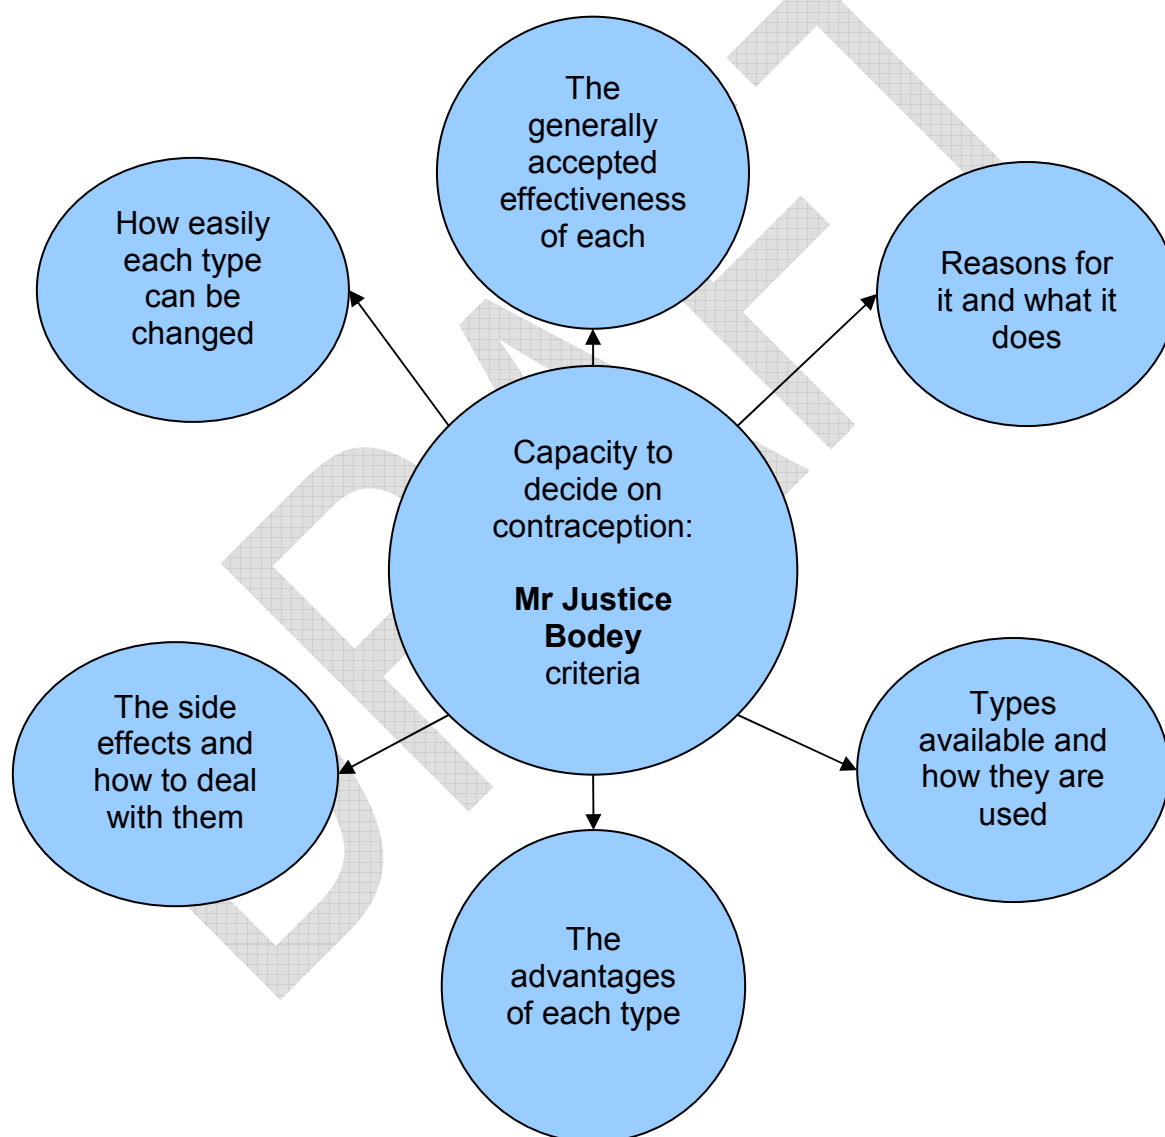 The
generally
accepted
effectiveness
of each
How easily
each type
can be
changed
Reasons for
it and what it
does
Capacity to
decide on
contraception:
Mr Justice
Bodey
criteria
The side
effects and
how to deal
with them
Types
available and
how they are
used
The
advantages
of each type
DRAFT